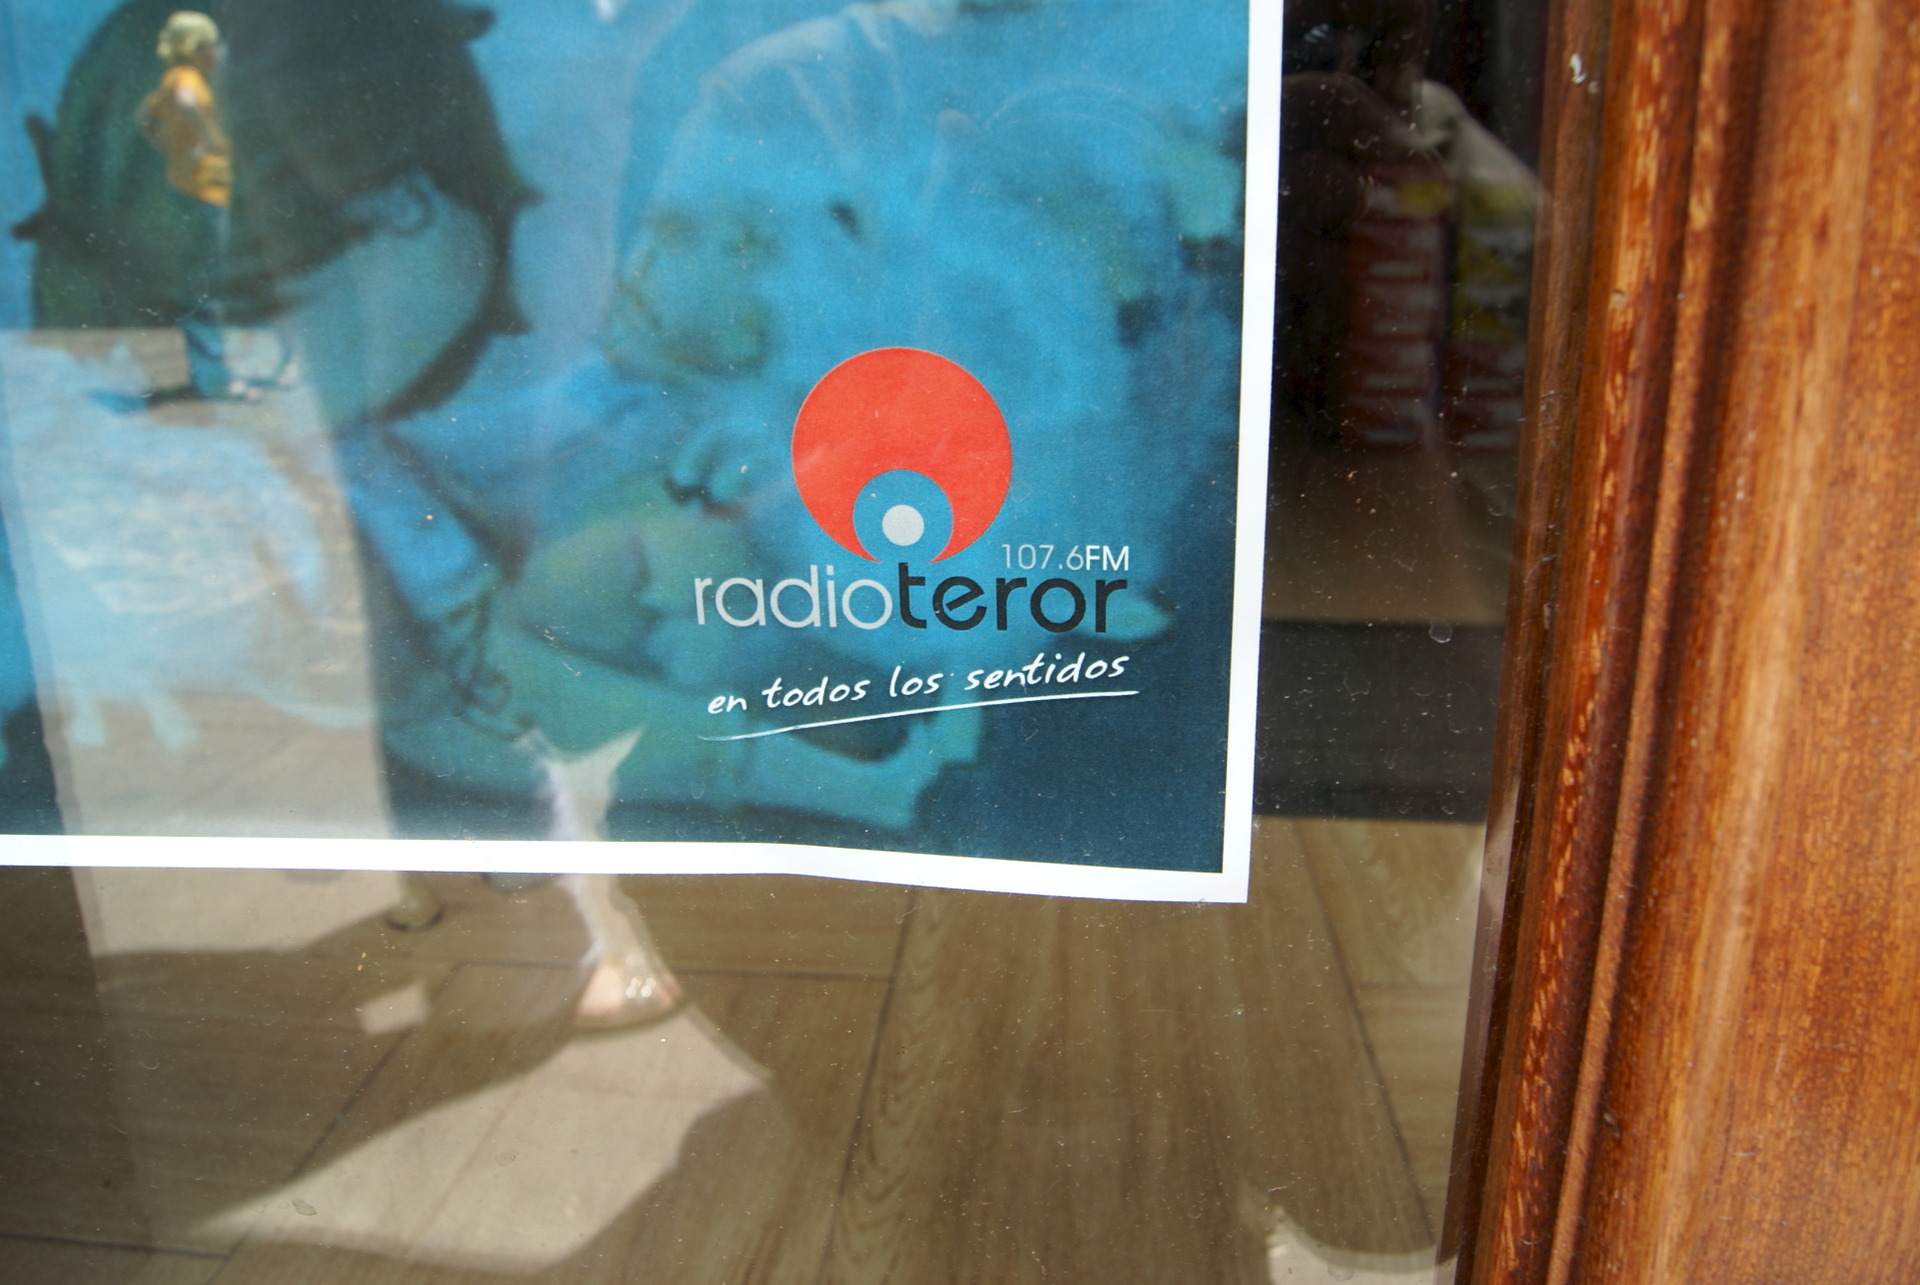 107.6FM
radioteror
en todos los sentidos